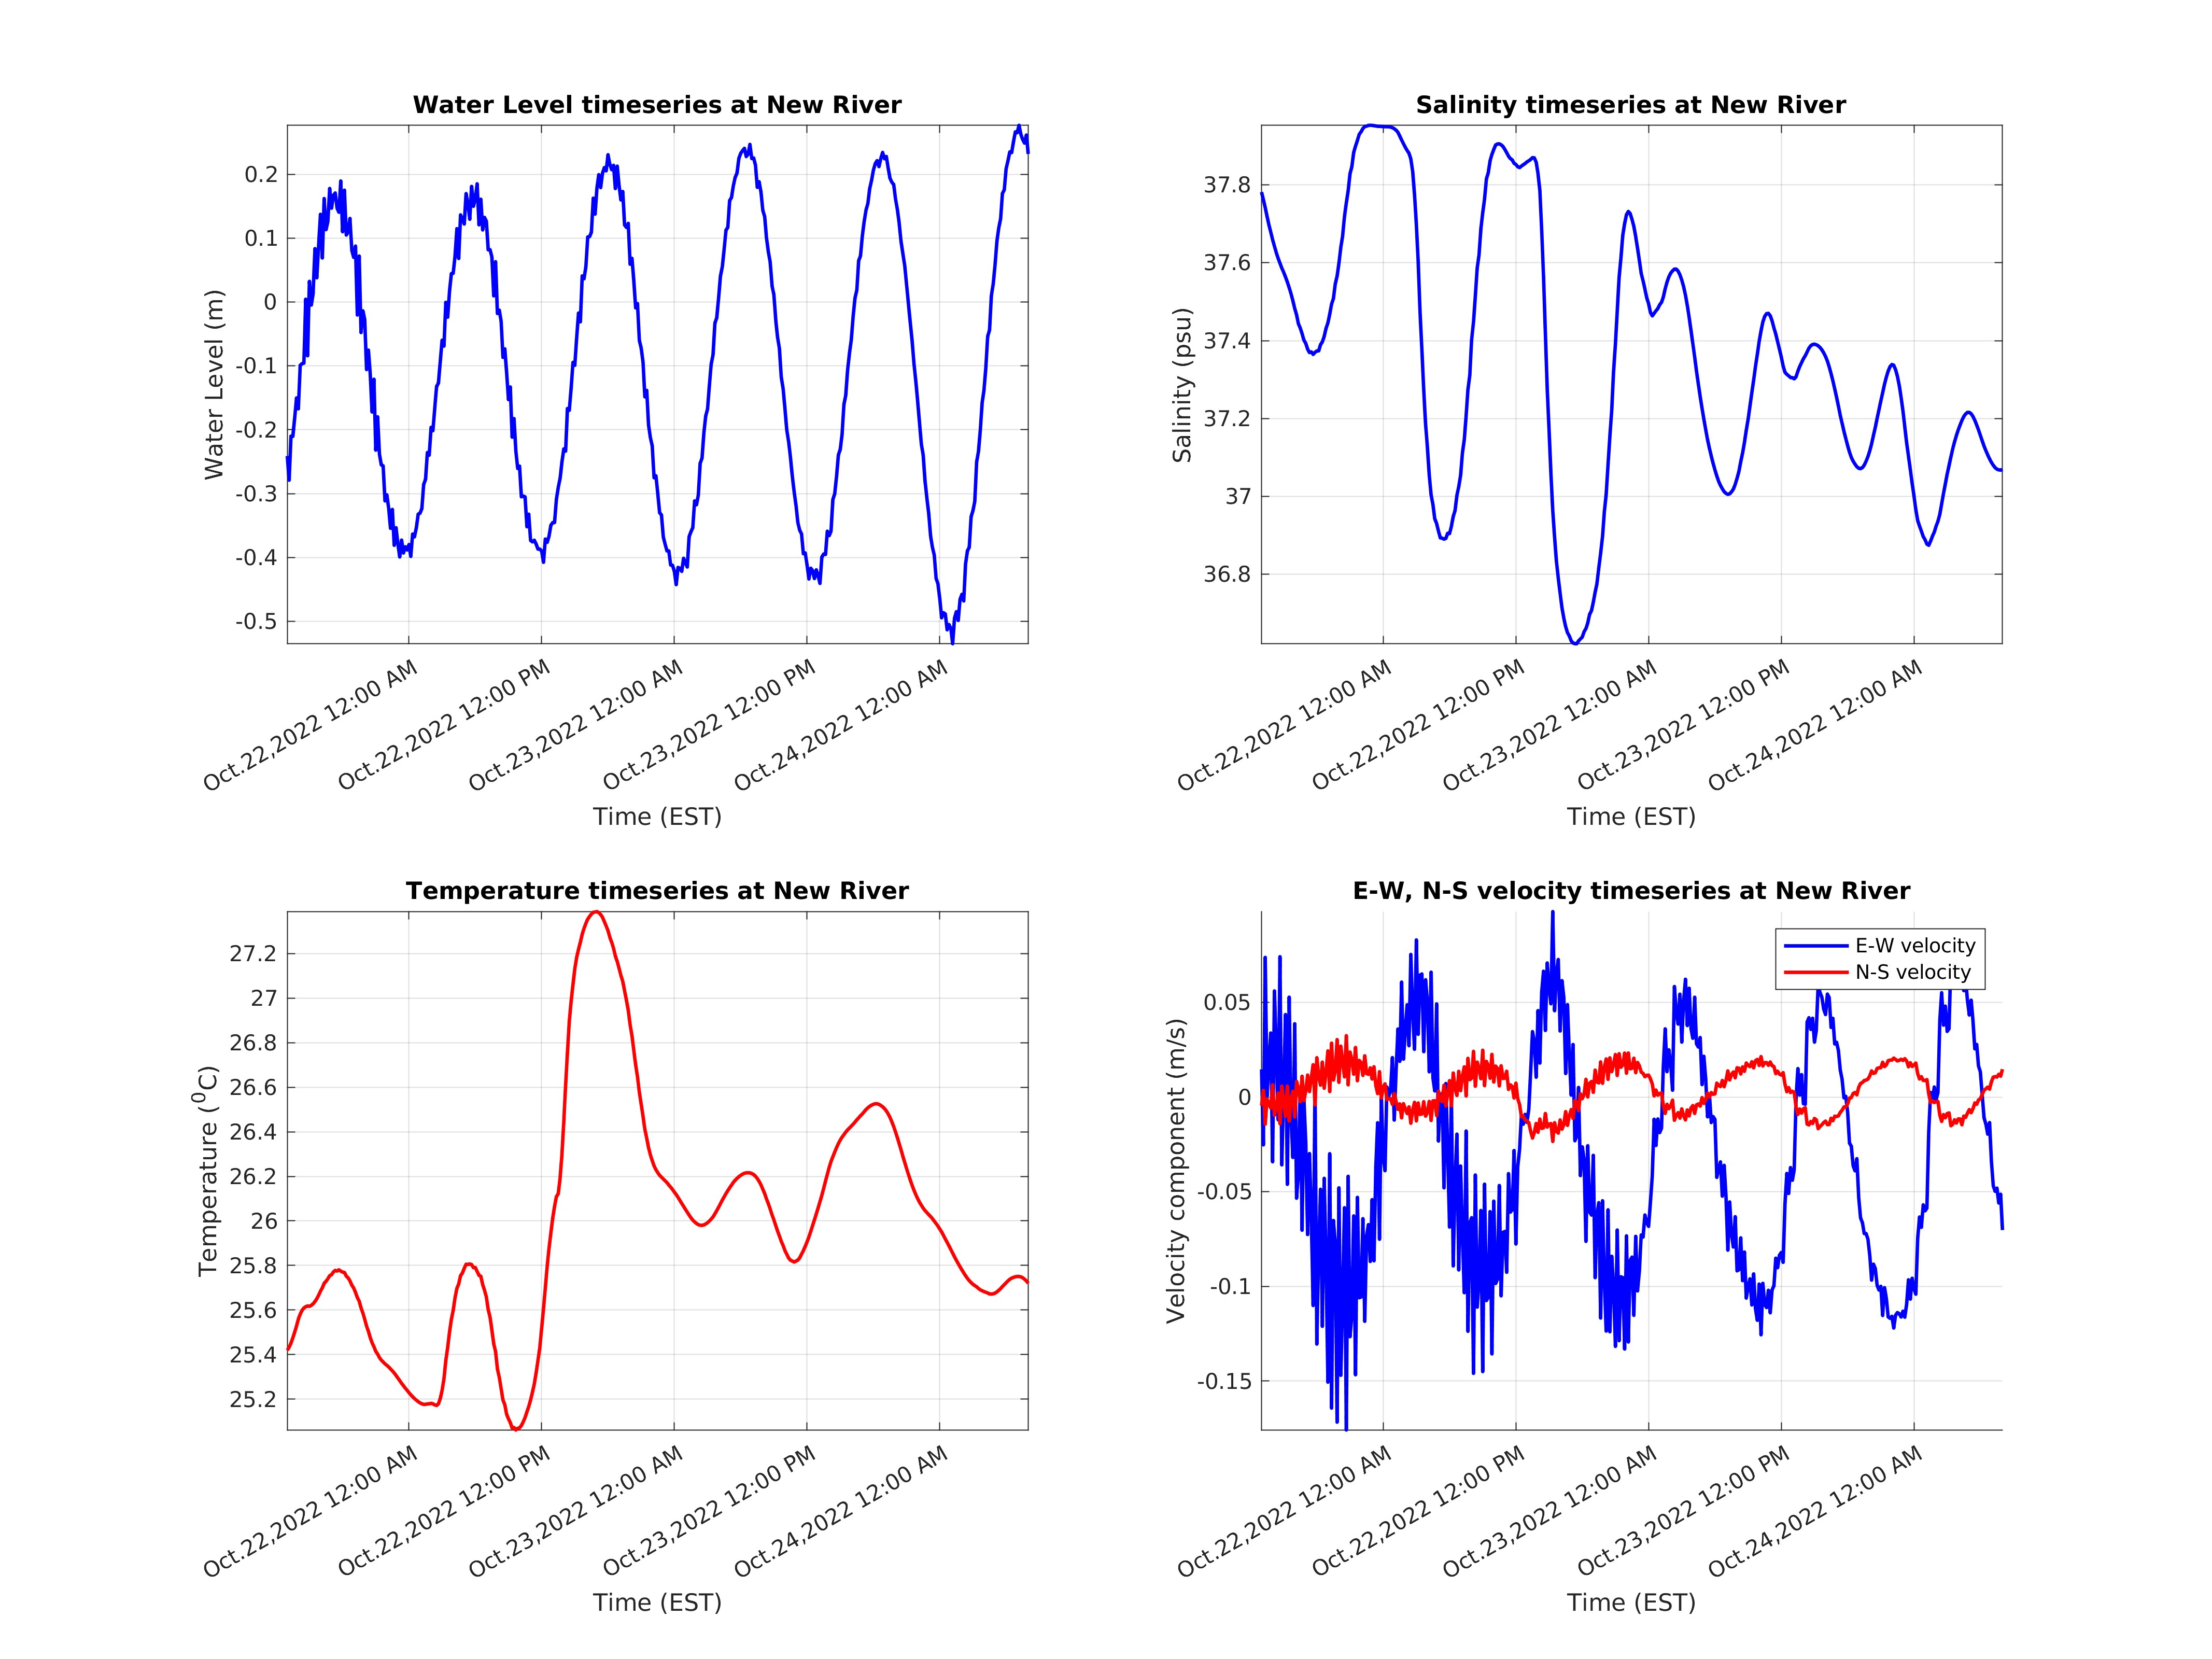 Water Level timeseries at New River
Water Level (m)
0.2
0.1
0
-0.1
-0.2
-0.3
-0.4
-0.5
Oct.22,2022 12:00 AM
Oct.22,2022 12:00 PM
Oct.23,2022 12:00 AM
Oct.23,2022 12:00 PM
Oct.24,2022 12:00 AM
Time (EST)
Salinity timeseries at New River
Salinity (psu)
37.8
37.6
37.4
37.2
37
36.8
Oct.22,2022 12:00 AM
Oct.22,2022 12:00 PM
Oct.23,2022 12:00 AM
Oct.23,2022 12:00 PM
Oct.24,2022 12:00 AM
Time (EST)
Temperature timeseries at New River
Temperature (⁰C)
27.2
27
26.8
26.6
26.4
26.2
26
25.8
25.6
25.4
25.2
Oct.22,2022 12:00 AM
Oct.22,2022 12:00 PM
Oct.23,2022 12:00 AM
Oct.23,2022 12:00 PM
Oct.24,2022 12:00 AM
Time (EST)
E-W, N-S velocity timeseries at New River
Velocity component (m/s)
E-W velocity
N-S velocity
0.05
0
-0.05
-0.1
-0.15
Oct.22,2022 12:00 AM
Oct.22,2022 12:00 PM
Oct.23,2022 12:00 AM
Oct.23,2022 12:00 PM
Oct.24,2022 12:00 AM
Time (EST)